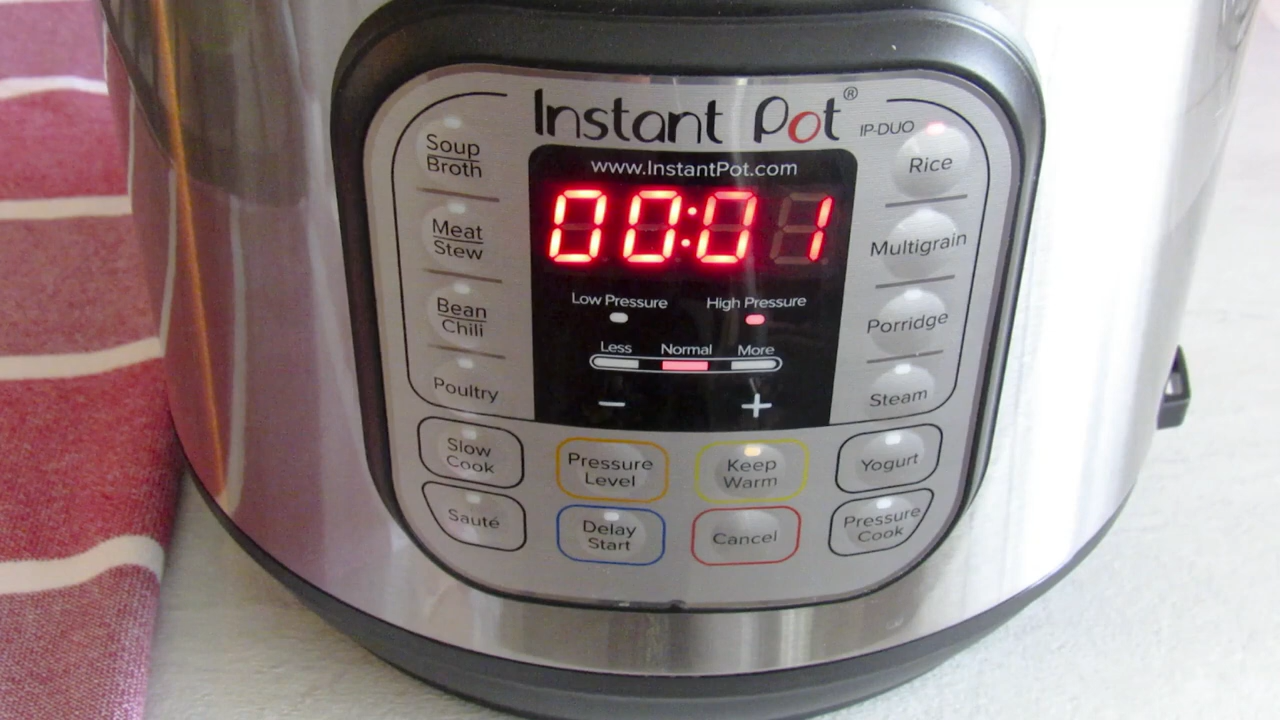 Instant Pot®
IP-DUO
www.InstantPot.com
00:01
Low Pressure
High Pressure
Less
Normal
More
−
+
Soup
Broth
Meat
Stew
Bean
Chili
Poultry
Slow
Cook
Sauté
Rice
Multigrain
Porridge
Steam
Yogurt
Pressure
Cook
Pressure
Level
Keep
Warm
Delay
Start
Cancel